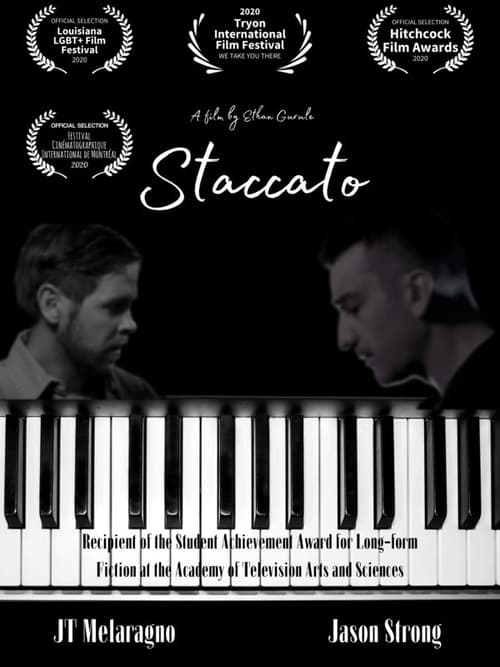 OFFICIAL SELECTION
Louisiana
LGBT+ Film
Festival
2020
2020
Tryon
International
Film Festival
WE TAKE YOU THERE
OFFICIAL SELECTION
Hitchcock
Film Awards
2020
OFFICIAL SELECTION
FESTIVAL
CINÉMATOGRAPHIQUE
INTERNATIONAL DE MONTRÉAL
2020
A film by Ethan Gurule
Staccato
Recipient of the Student Achievement Award for Long-form
Fiction at the Academy of Television Arts and Sciences
JT Melaragno
Jason Strong